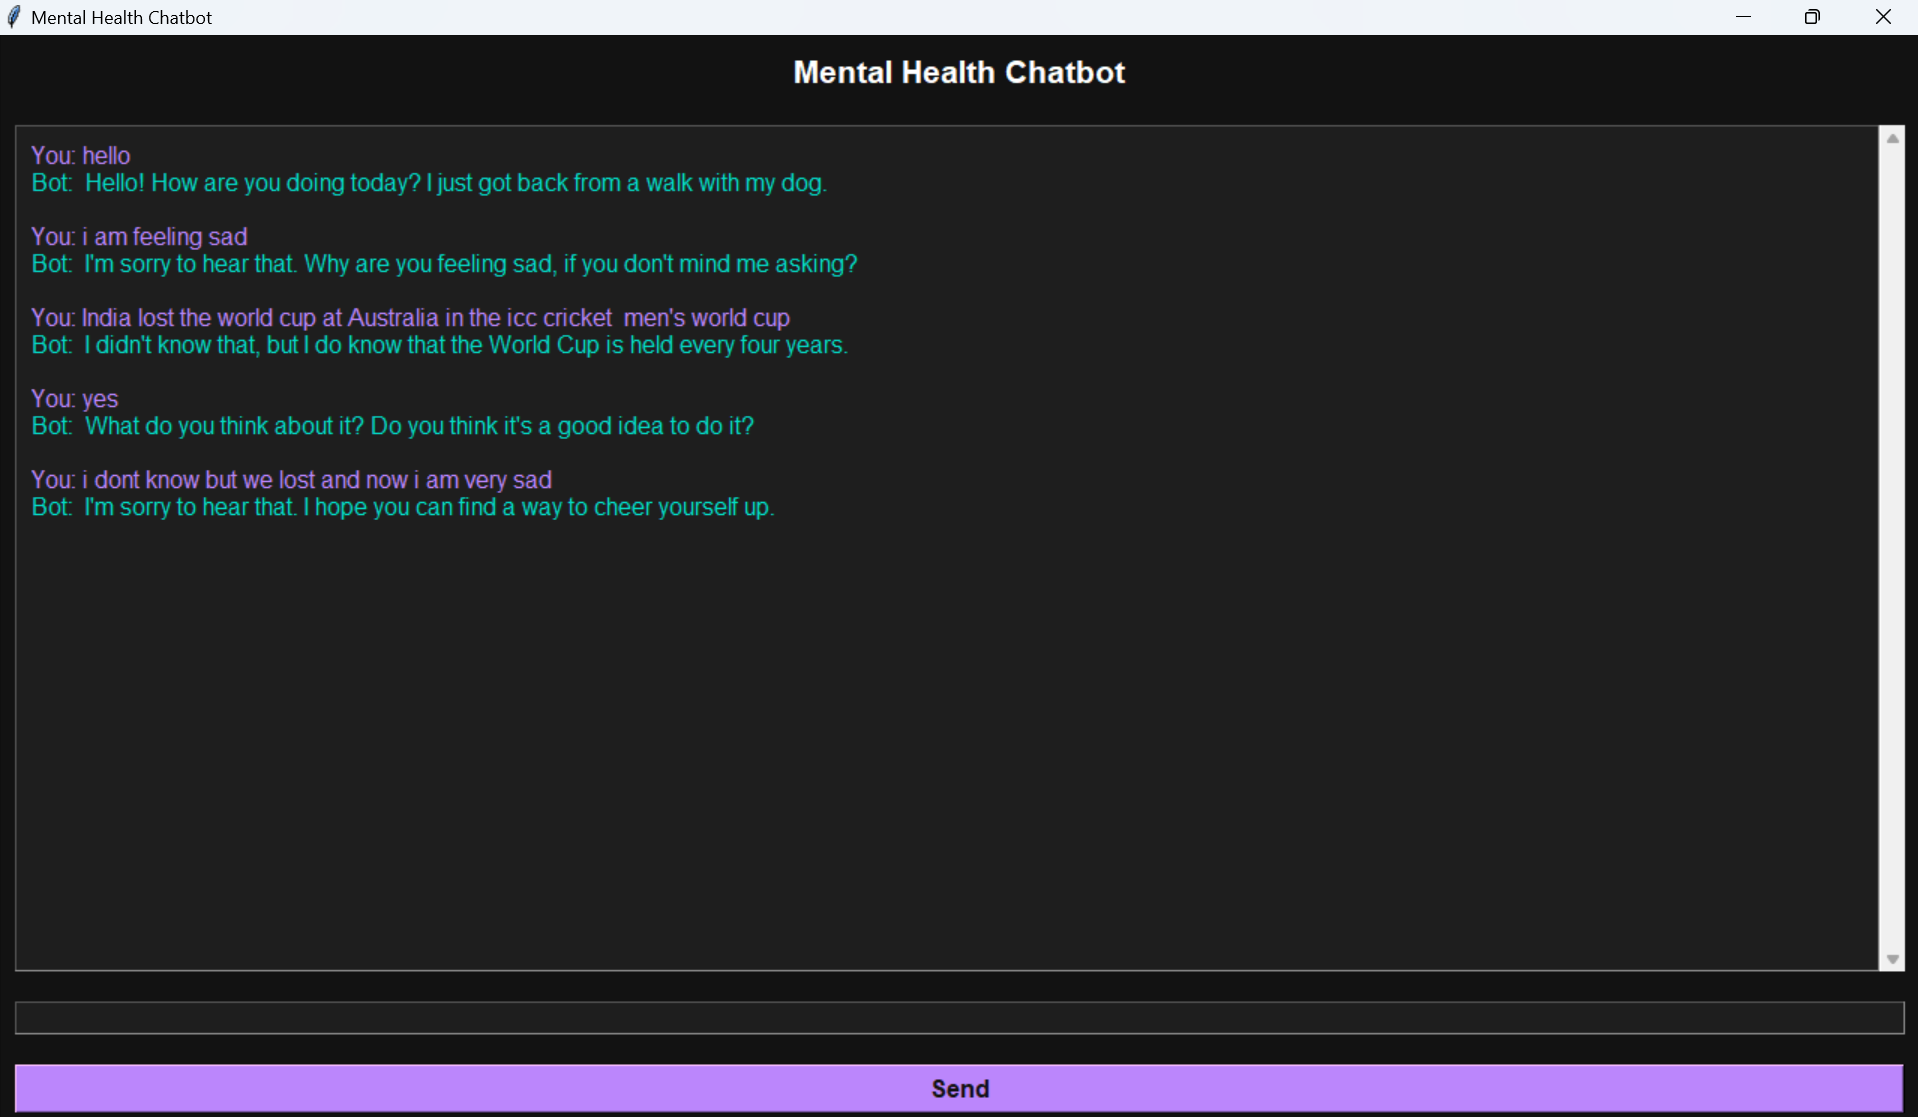 Mental Health Chatbot
Mental Health Chatbot
You: hello
Bot:  Hello! How are you doing today? I just got back from a walk with my dog.
You: i am feeling sad
Bot:  I'm sorry to hear that. Why are you feeling sad, if you don't mind me asking?
You: India lost the world cup at Australia in the icc cricket  men's world cup
Bot:  I didn't know that, but I do know that the World Cup is held every four years.
You: yes
Bot:  What do you think about it? Do you think it's a good idea to do it?
You: i dont know but we lost and now i am very sad
Bot:  I'm sorry to hear that. I hope you can find a way to cheer yourself up.
Send